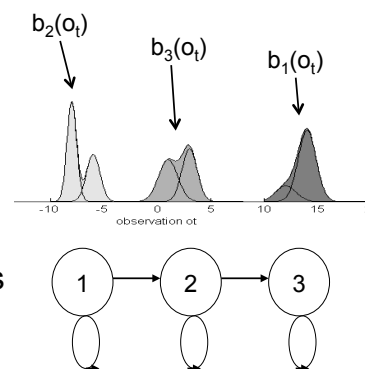 b₂(oₜ)
b₃(oₜ)
b₁(oₜ)
-10 -5 0 5 10 15
observation ot
s 1 2 3